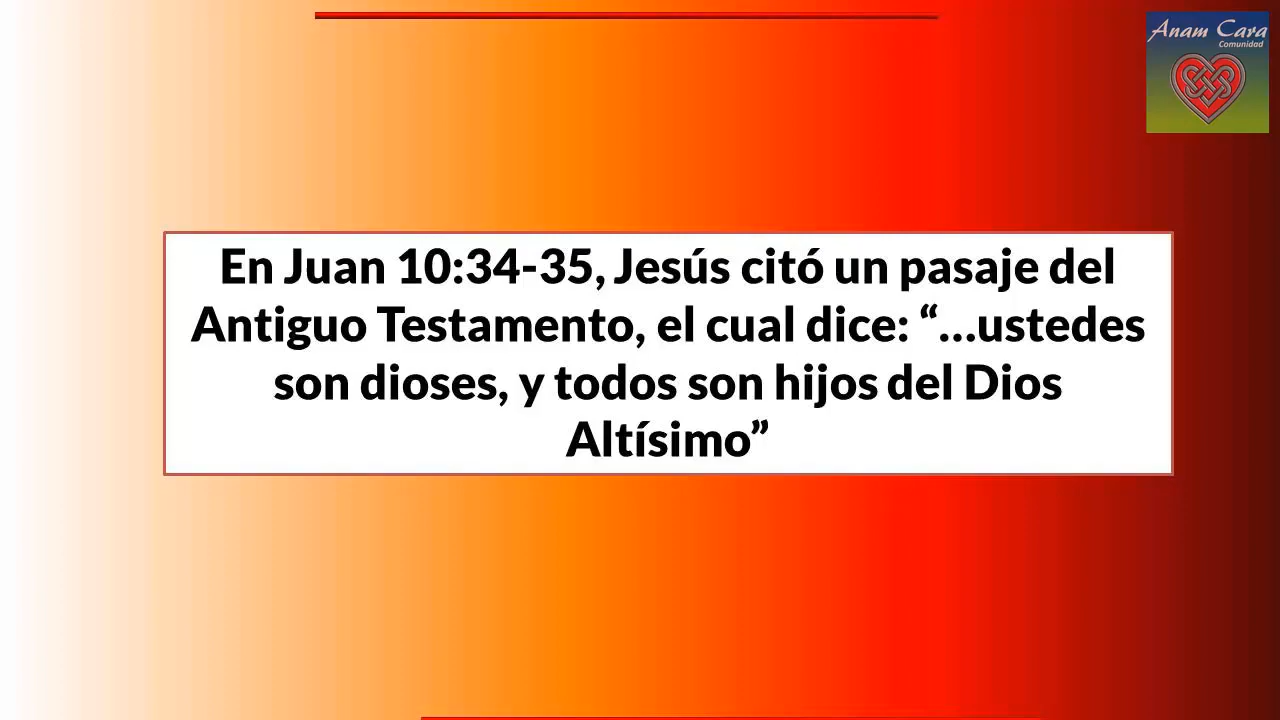 Anam Cara
Comunidad
En Juan 10:34-35, Jesús citó un pasaje del
Antiguo Testamento, el cual dice: “...ustedes
son dioses, y todos son hijos del Dios
Altísimo”